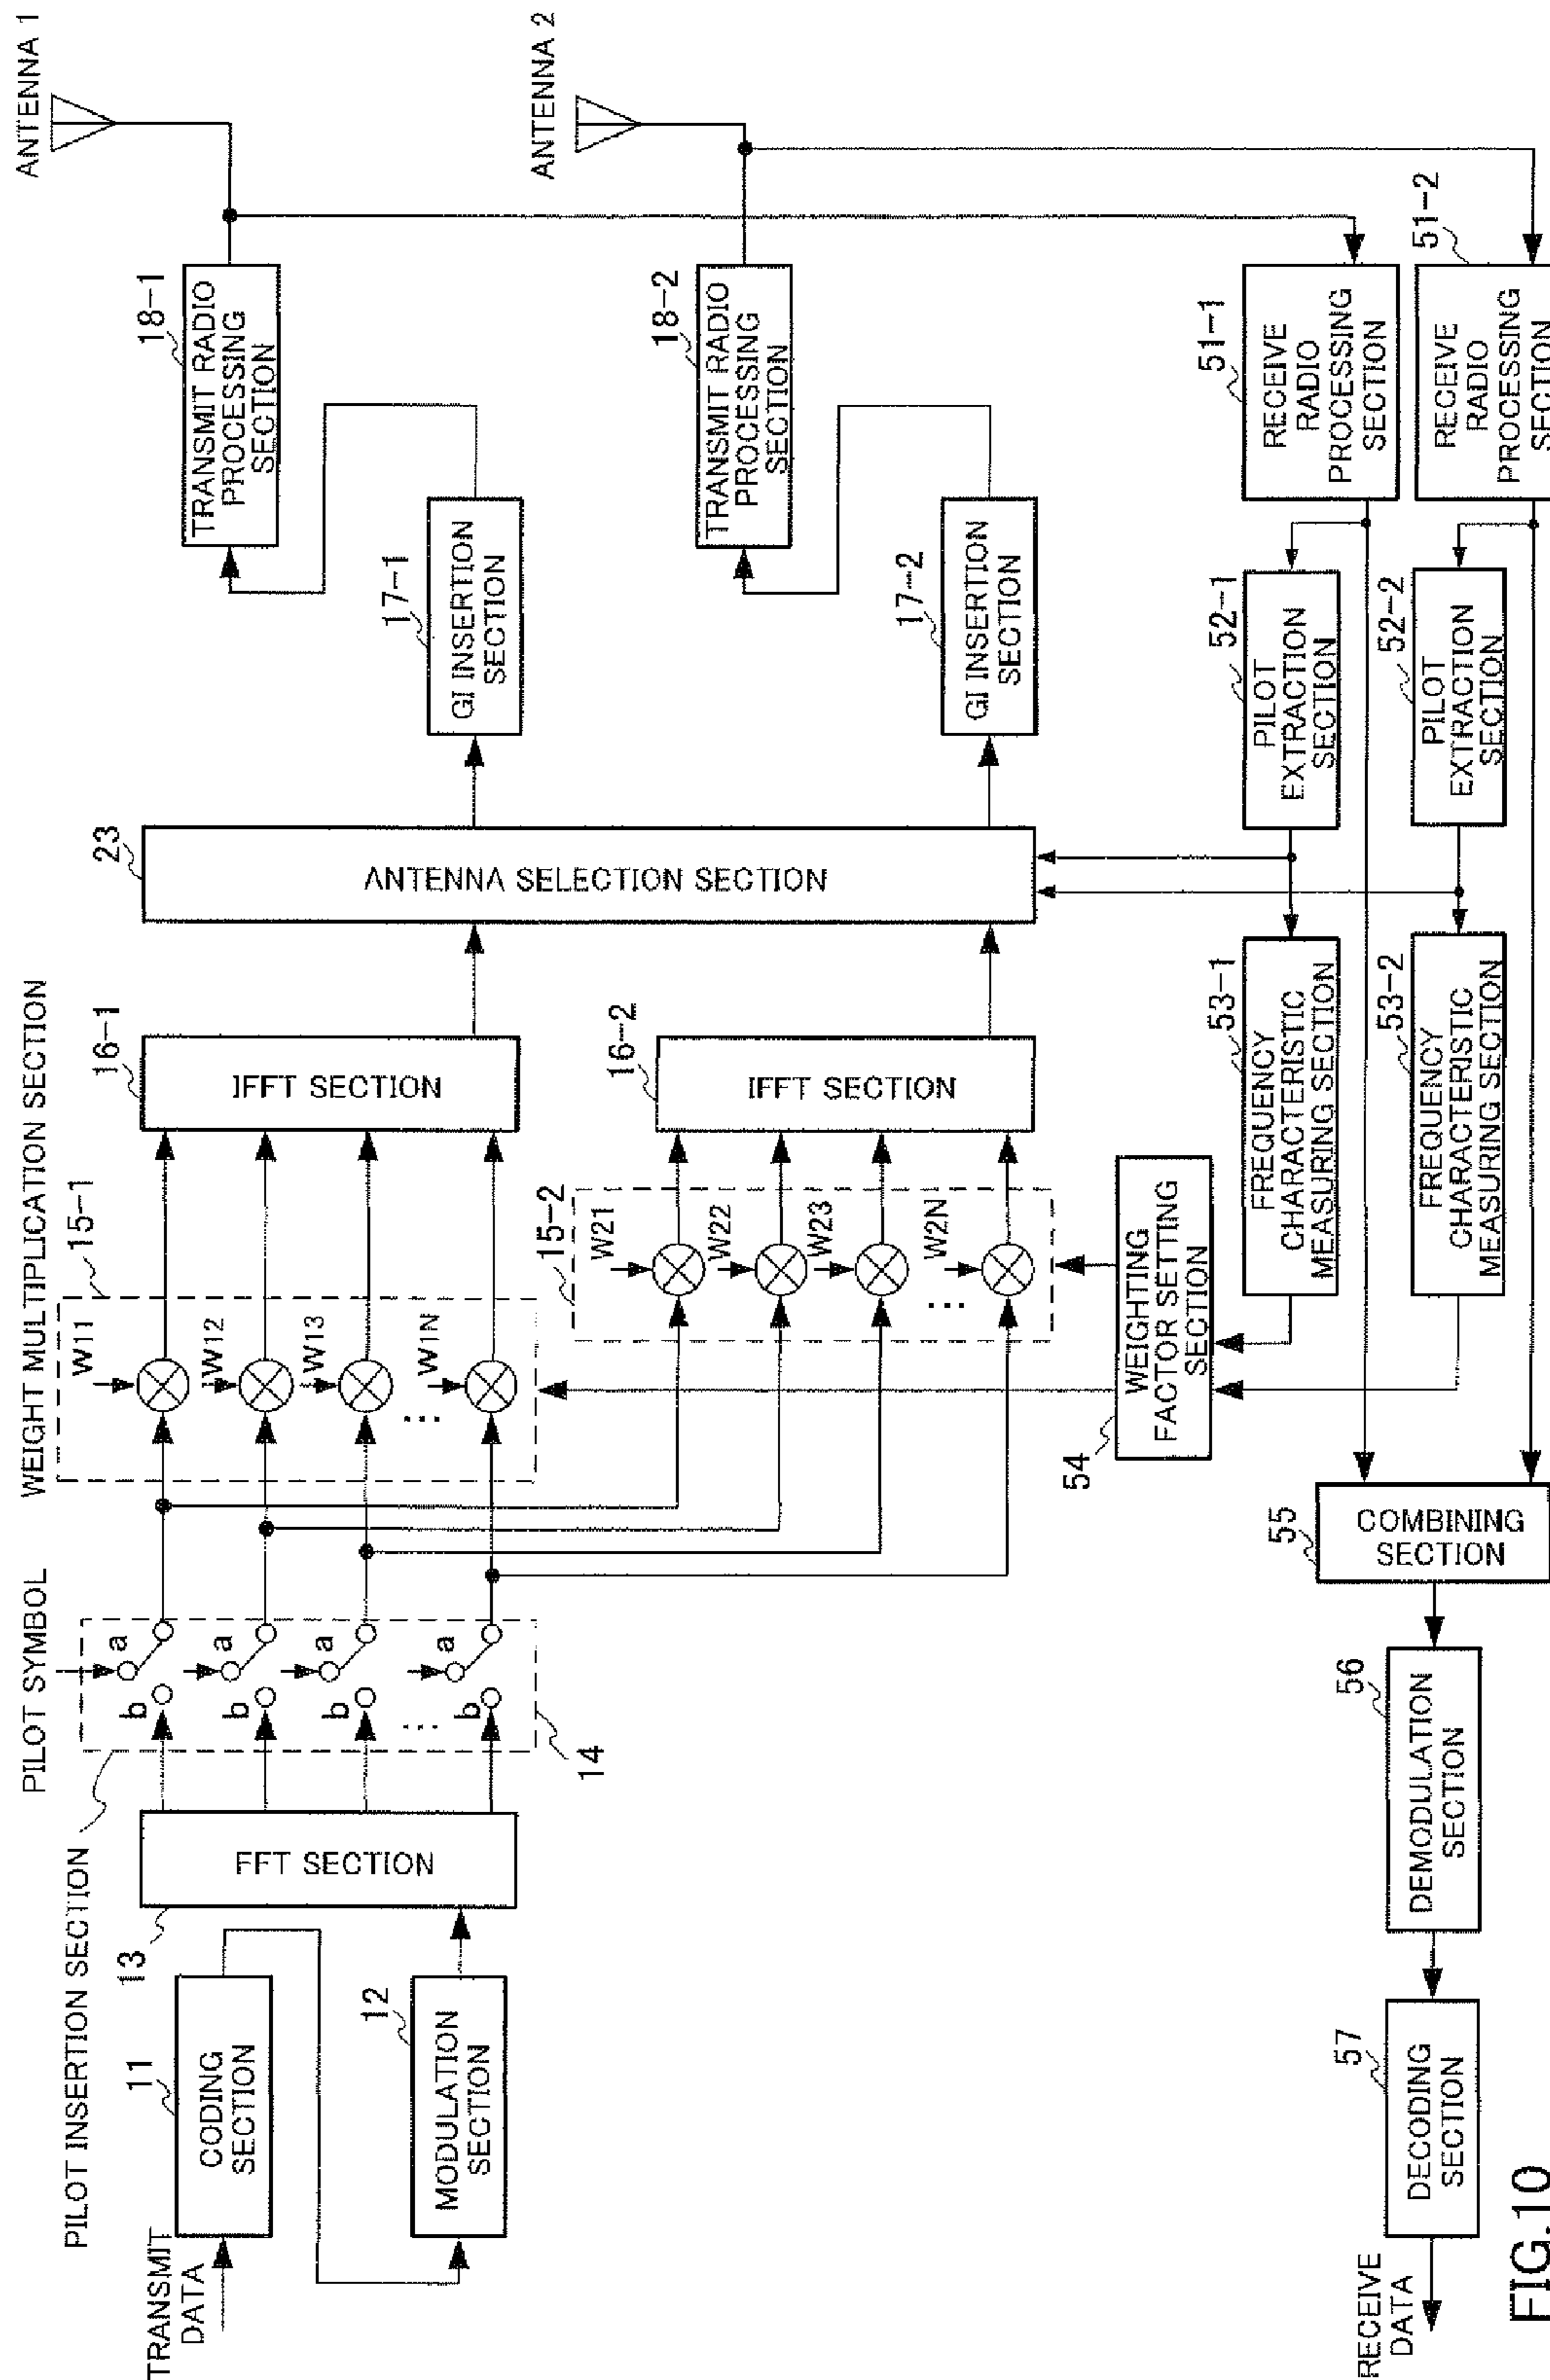 ANTENNA 1
ANTENNA 2
18-1
TRANSMIT RADIO
PROCESSING
SECTION
18-2
TRANSMIT RADIO
PROCESSING
SECTION
51-1
RECEIVE
RADIO
PROCESSING
SECTION
51-2
RECEIVE
RADIO
PROCESSING
SECTION
17-1
GI INSERTION
SECTION
17-2
GI INSERTION
SECTION
52-1
PILOT
EXTRACTION
SECTION
52-2
PILOT
EXTRACTION
SECTION
23
ANTENNA SELECTION SECTION
53-1
FREQUENCY
CHARACTERISTIC
MEASURING SECTION
53-2
FREQUENCY
CHARACTERISTIC
MEASURING SECTION
16-1
IFFT SECTION
16-2
IFFT SECTION
WEIGHT MULTIPLICATION SECTION
15-1
W11
W12
W13
...
W1N
15-2
W21
W22
W23
...
W2N
54
WEIGHTING
FACTOR SETTING
SECTION
55
COMBINING
SECTION
PILOT SYMBOL
a
a
a
a
b
b
b
...
b
14
PILOT INSERTION SECTION
13
FFT SECTION
56
DEMODULATION
SECTION
11
CODING
SECTION
12
MODULATION
SECTION
57
DECODING
SECTION
TRANSMIT
DATA
RECEIVE
DATA
FIG.10